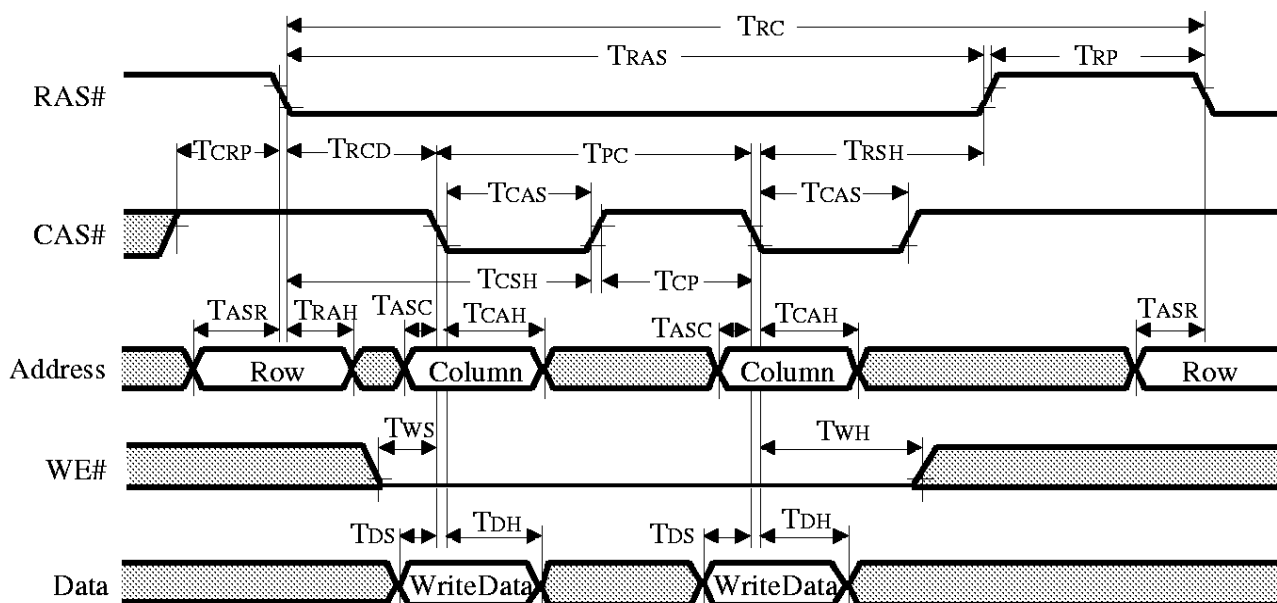 TRC
TRAS TRP
RAS#
TCRP TRCD TPC TRSH
TCAS TCAS
CAS#
TCSH TCP
TASR TRAH TASC TCAH TASC TCAH TASR
Address Row Column Column Row
TWS TWH
WE#
TDS TDH TDS TDH
Data WriteData WriteData